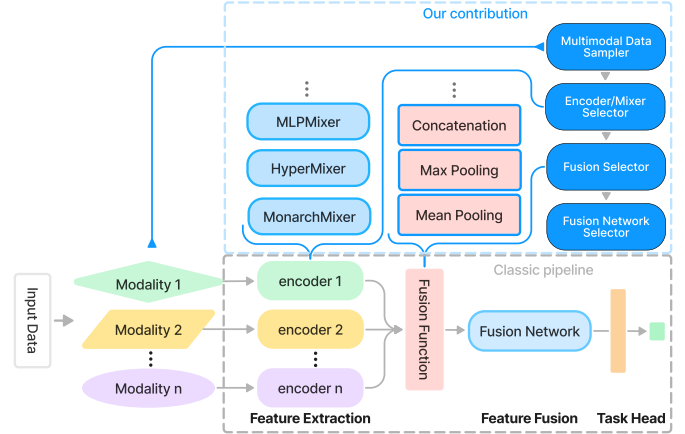 Our contribution
Multimodal Data
Sampler
Encoder/Mixer
Selector
Fusion Selector
Fusion Network
Selector
MLPMixer
HyperMixer
MonarchMixer
Concatenation
Max Pooling
Mean Pooling
Classic pipeline
Input Data
Modality 1
Modality 2
Modality n
encoder 1
encoder 2
encoder n
Fusion Function
Fusion Network
Feature Extraction
Feature Fusion
Task Head